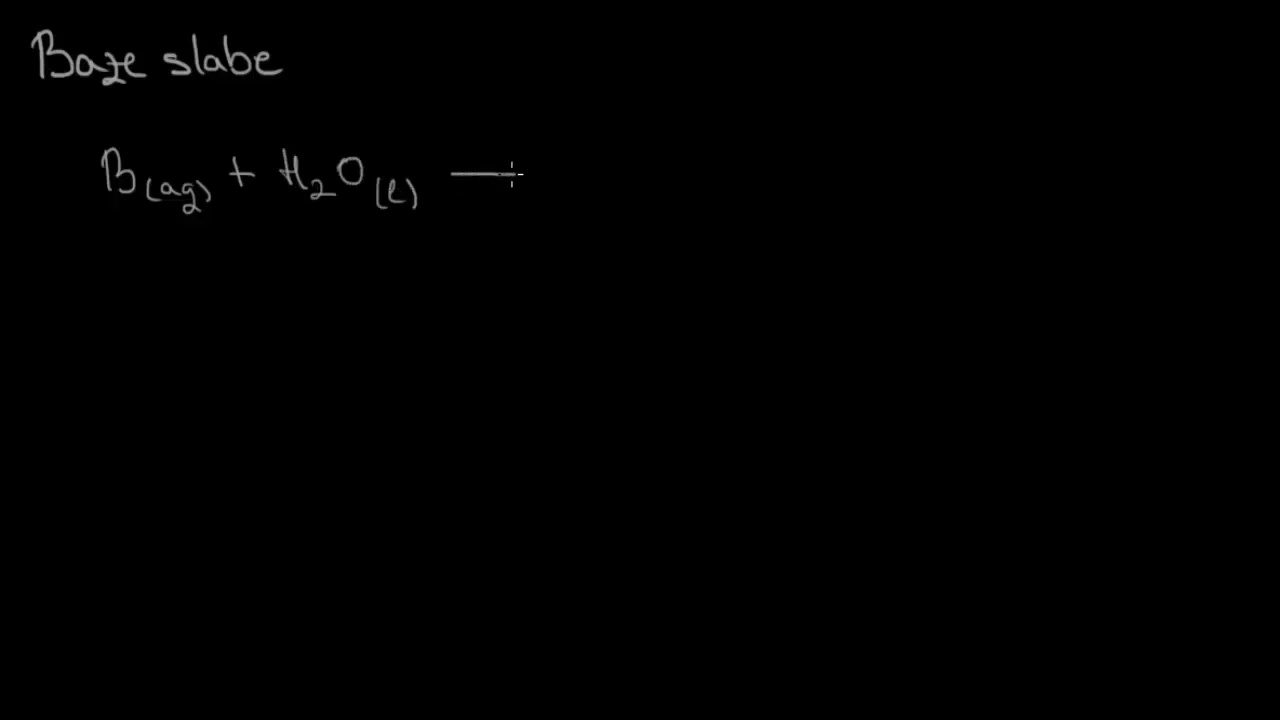 Baze slabe
B(aq) + H₂O(l) —